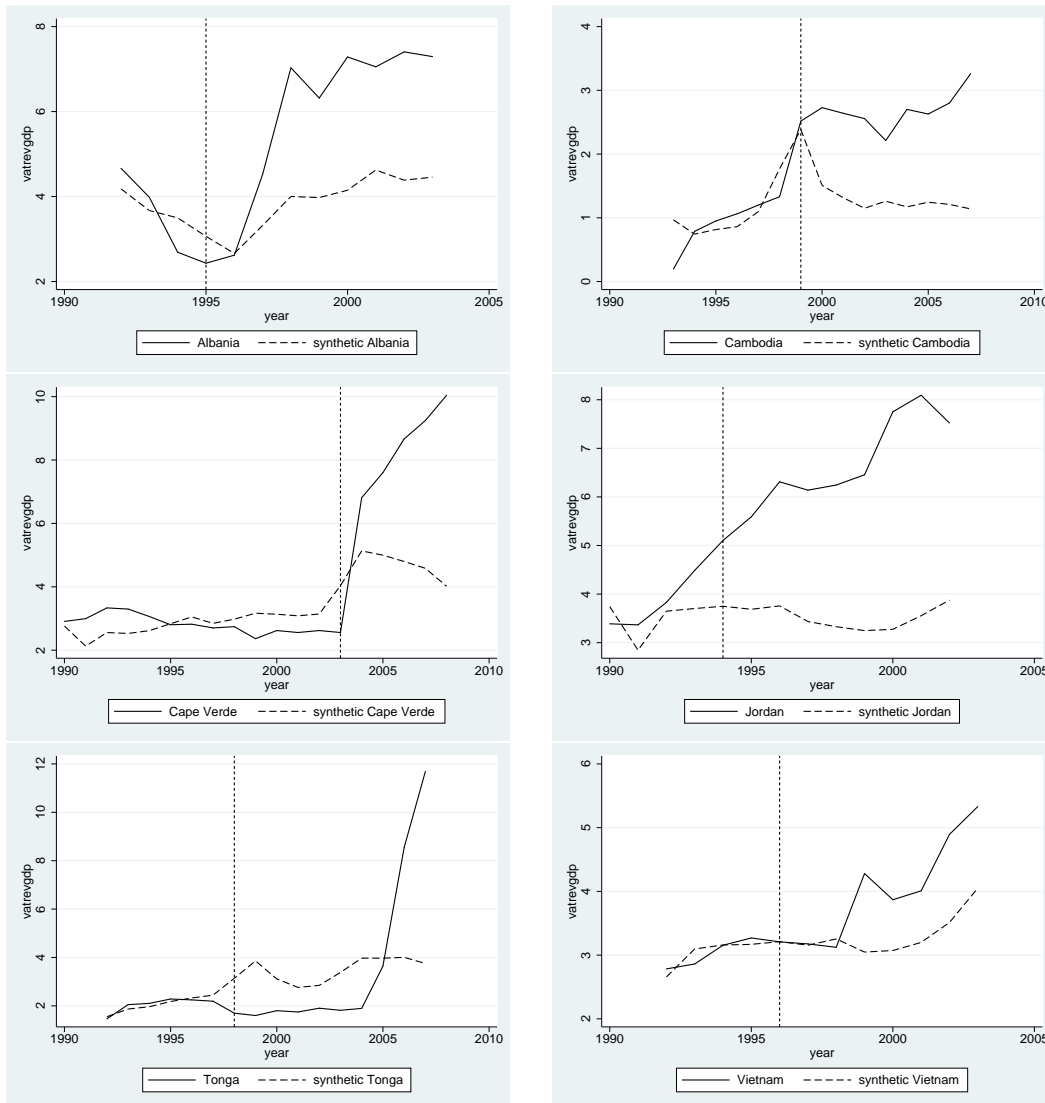 vatrevgdp
8
6
4
2
1990 1995 2000 2005
year
Albania synthetic Albania
vatrevgdp
4
3
2
1
0
1990 1995 2000 2005 2010
year
Cambodia synthetic Cambodia
vatrevgdp
10
8
6
4
2
1990 1995 2000 2005 2010
year
Cape Verde synthetic Cape Verde
vatrevgdp
8
7
6
5
4
3
1990 1995 2000 2005
year
Jordan synthetic Jordan
vatrevgdp
12
10
8
6
4
2
1990 1995 2000 2005 2010
year
Tonga synthetic Tonga
vatrevgdp
6
5
4
3
2
1990 1995 2000 2005
year
Vietnam synthetic Vietnam